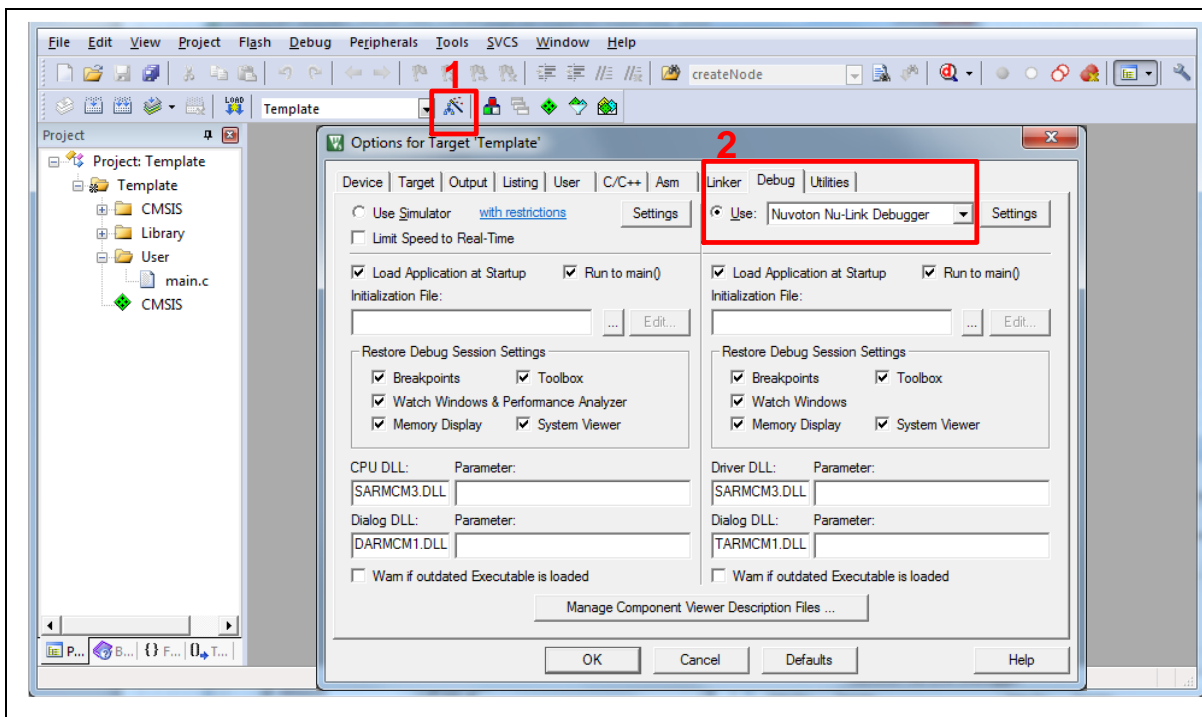 File Edit View Project Flash Debug Peripherals Tools SVCS Window Help
1
createNode
LOAD
Template
Project
Project: Template
Template
CMSIS
Library
User
main.c
CMSIS
P... B... {} F... 0 T...
Options for Target 'Template'
2
Device Target Output Listing User C/C++ Asm Linker Debug Utilities
Use Simulator with restrictions Settings
Use: Nuvoton Nu-Link Debugger Settings
Limit Speed to Real-Time
Load Application at Startup Run to main()
Load Application at Startup Run to main()
Initialization File:
Initialization File:
... Edit...
... Edit...
Restore Debug Session Settings
Breakpoints Toolbox
Watch Windows & Performance Analyzer
Memory Display System Viewer
Restore Debug Session Settings
Breakpoints Toolbox
Watch Windows
Memory Display System Viewer
CPU DLL: Parameter:
SARMCM3.DLL
Dialog DLL: Parameter:
DARMCM1.DLL
Warn if outdated Executable is loaded
Driver DLL: Parameter:
SARMCM3.DLL
Dialog DLL: Parameter:
TARMCM1.DLL
Warn if outdated Executable is loaded
Manage Component Viewer Description Files ...
OK Cancel Defaults Help